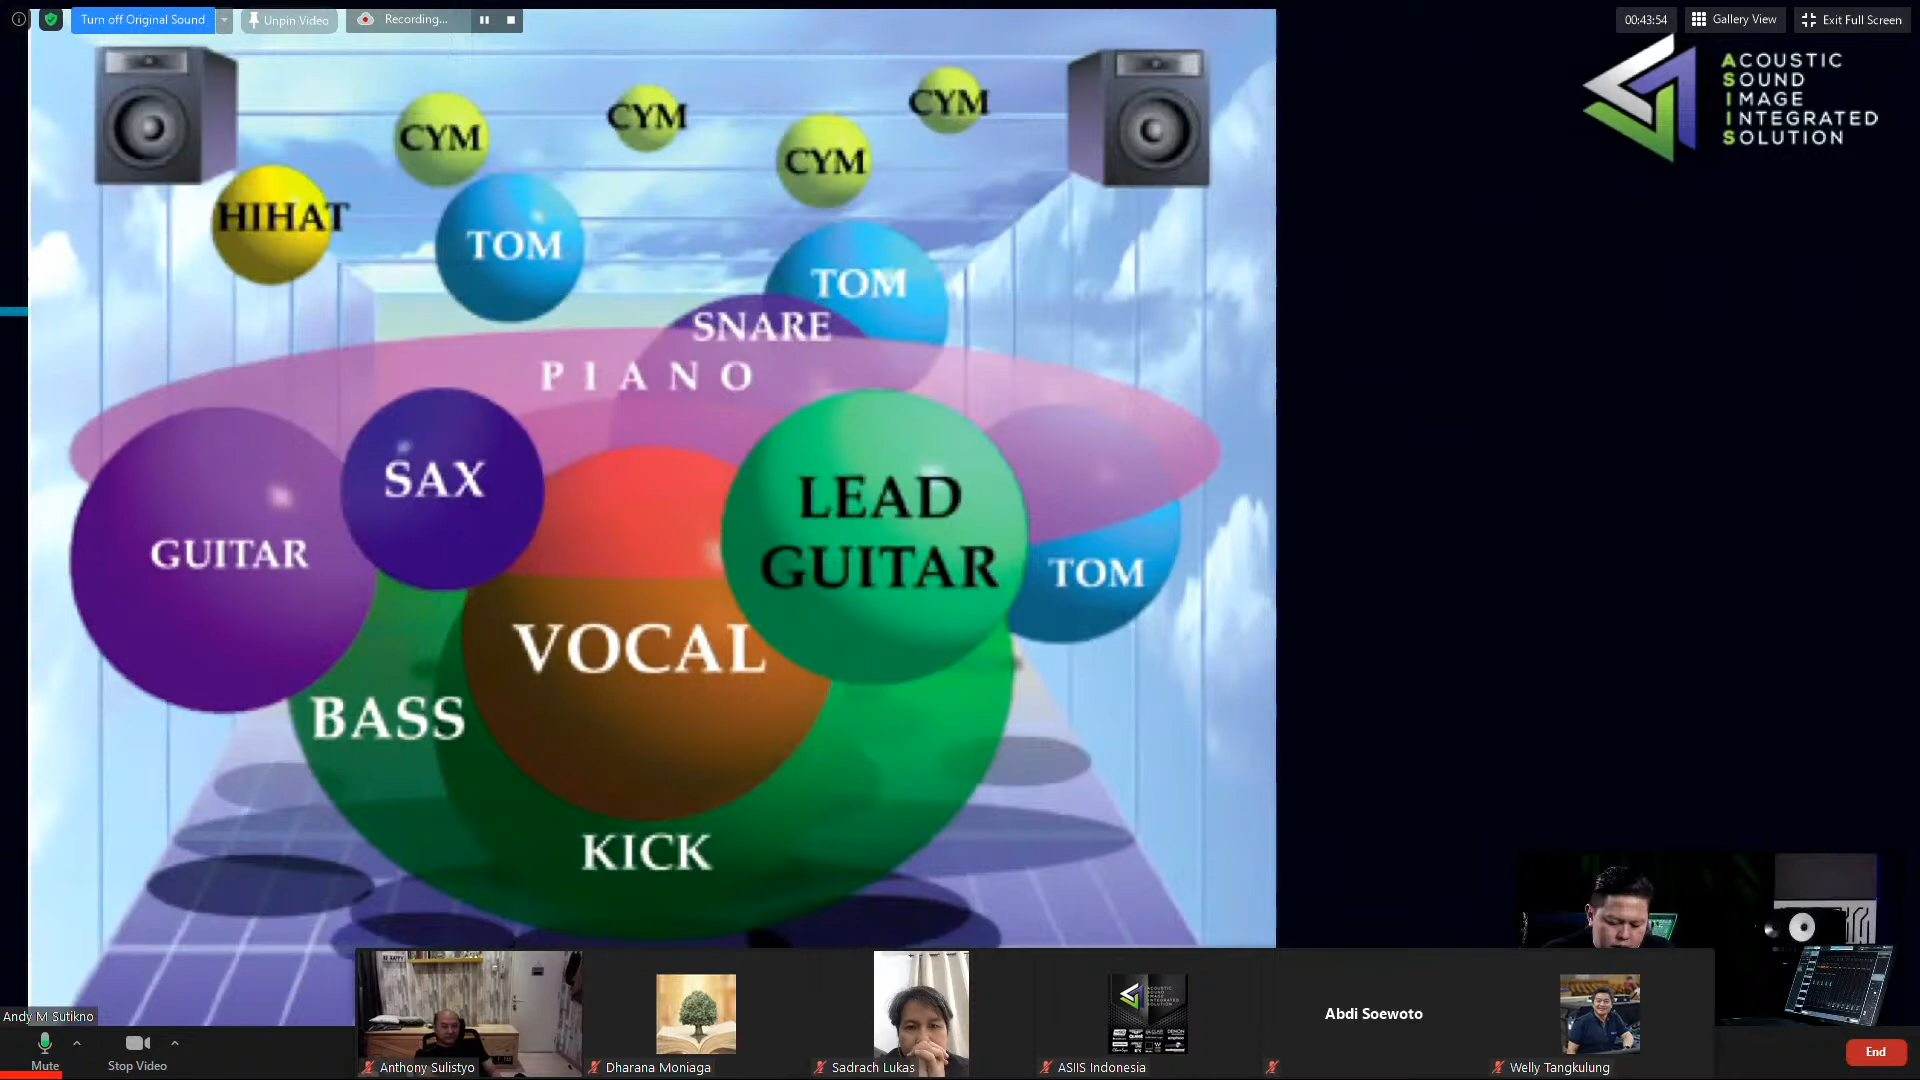 Turn off Original Sound
Unpin Video
Recording...
00:43:54
Gallery View
Exit Full Screen
ACOUSTIC
SOUND
IMAGE
INTEGRATED
SOLUTION
CYM
CYM
CYM
CYM
HIHAT
TOM
TOM
SNARE
PIANO
SAX
LEAD
GUITAR
GUITAR
TOM
VOCAL
BASS
KICK
Andy M Sutikno
Mute
Stop Video
Anthony Sulistyo
Dharana Moniaga
Sadrach Lukas
ASIIS Indonesia
Abdi Soewoto
Welly Tangkulung
End